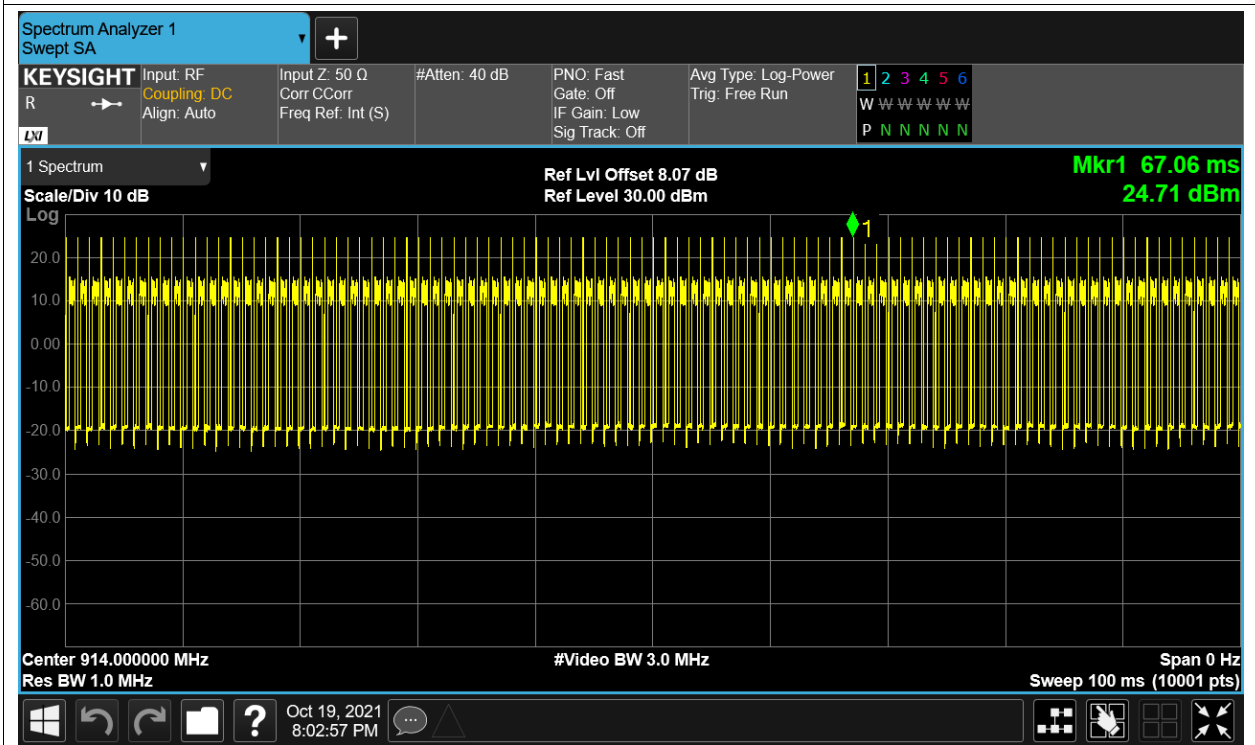 Spectrum Analyzer 1
Swept SA
KEYSIGHT
R
LXI
Input: RF
Coupling: DC
Align: Auto
Input Z: 50 Ω
Corr CCorr
Freq Ref: Int (S)
#Atten: 40 dB
PNO: Fast
Gate: Off
IF Gain: Low
Sig Track: Off
Avg Type: Log-Power
Trig: Free Run
1 2 3 4 5 6
W W W W W W
P N N N N N
1 Spectrum
Scale/Div 10 dB
Log
Ref Lvl Offset 8.07 dB
Ref Level 30.00 dBm
Mkr1 67.06 ms
24.71 dBm
1
20.0
10.0
0.00
-10.0
-20.0
-30.0
-40.0
-50.0
-60.0
Center 914.000000 MHz
Res BW 1.0 MHz
#Video BW 3.0 MHz
Span 0 Hz
Sweep 100 ms (10001 pts)
?
Oct 19, 2021
8:02:57 PM